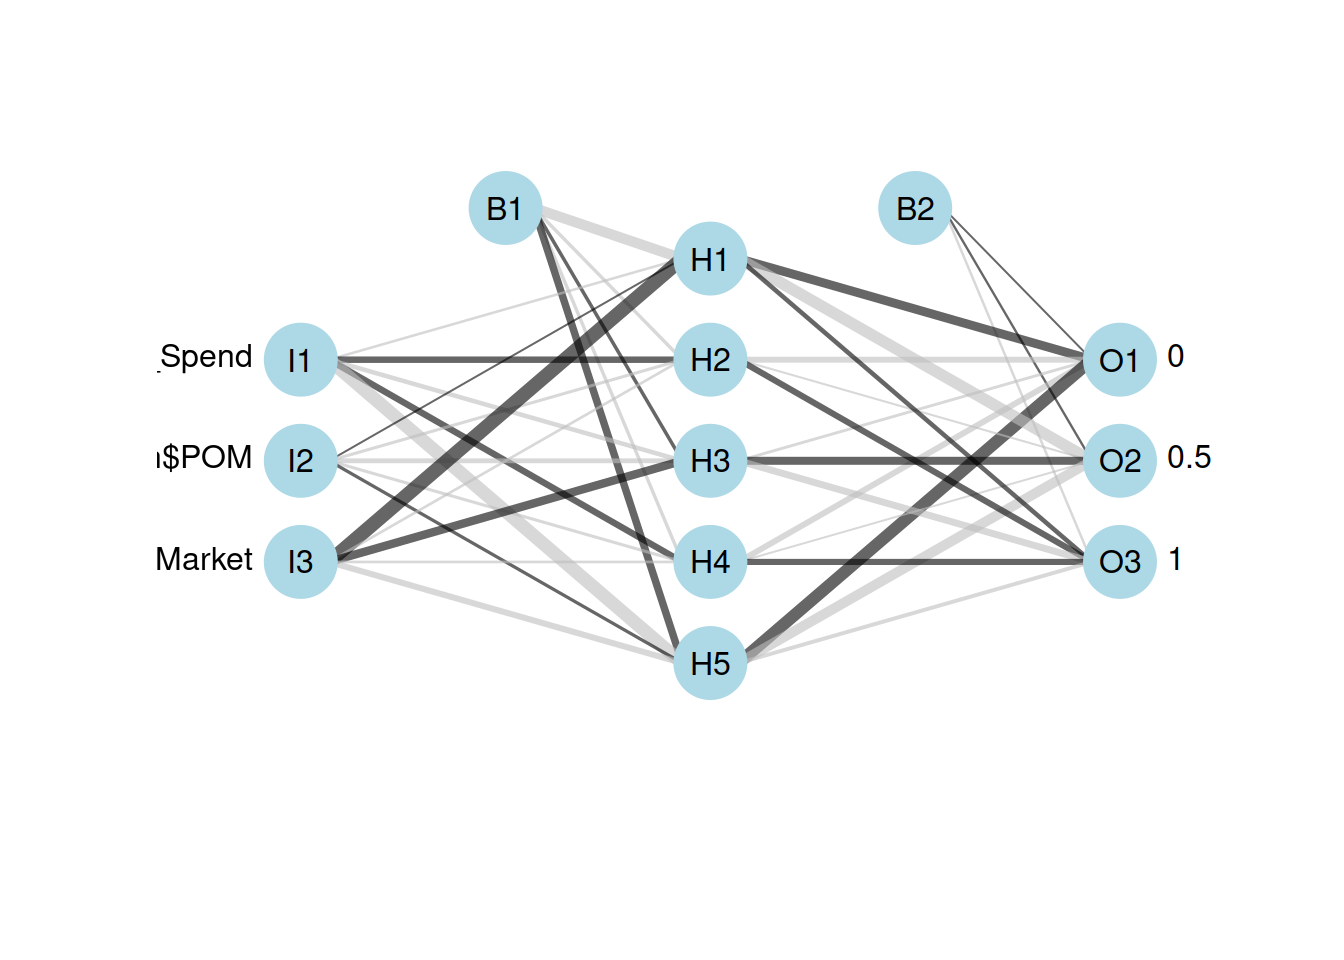 B1
B2
H1
_Spend I1
H2
O1 0
$POM I2
H3
O2 0.5
Market I3
H4
O3 1
H5